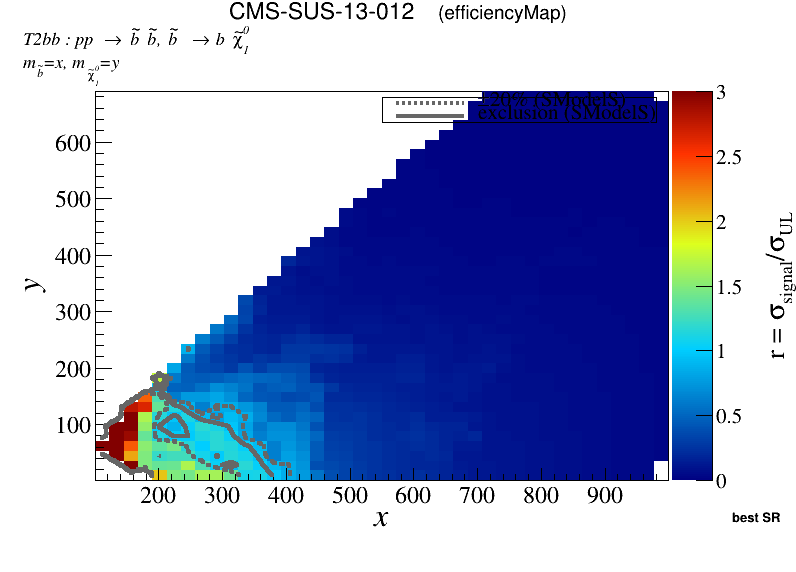 CMS-SUS-13-012 (efficiencyMap)
T2bb : pp → b̃ b̃, b̃ → b χ̃₁⁰
m_b̃=x, m_χ̃₁⁰=y
±20% (SModelS)
exclusion (SModelS)
600
500
400
300
200
100
y
200 300 400 500 600 700 800 900
x
3
2.5
2
1.5
1
0.5
0
r = σ_signal/σ_UL
best SR